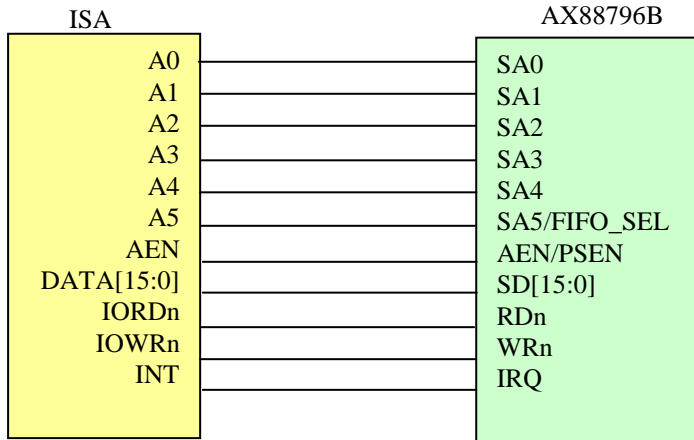 ISA
AX88796B
A0
A1
A2
A3
A4
A5
AEN
DATA[15:0]
IORDn
IOWRn
INT
SA0
SA1
SA2
SA3
SA4
SA5/FIFO_SEL
AEN/PSEN
SD[15:0]
RDn
WRn
IRQ